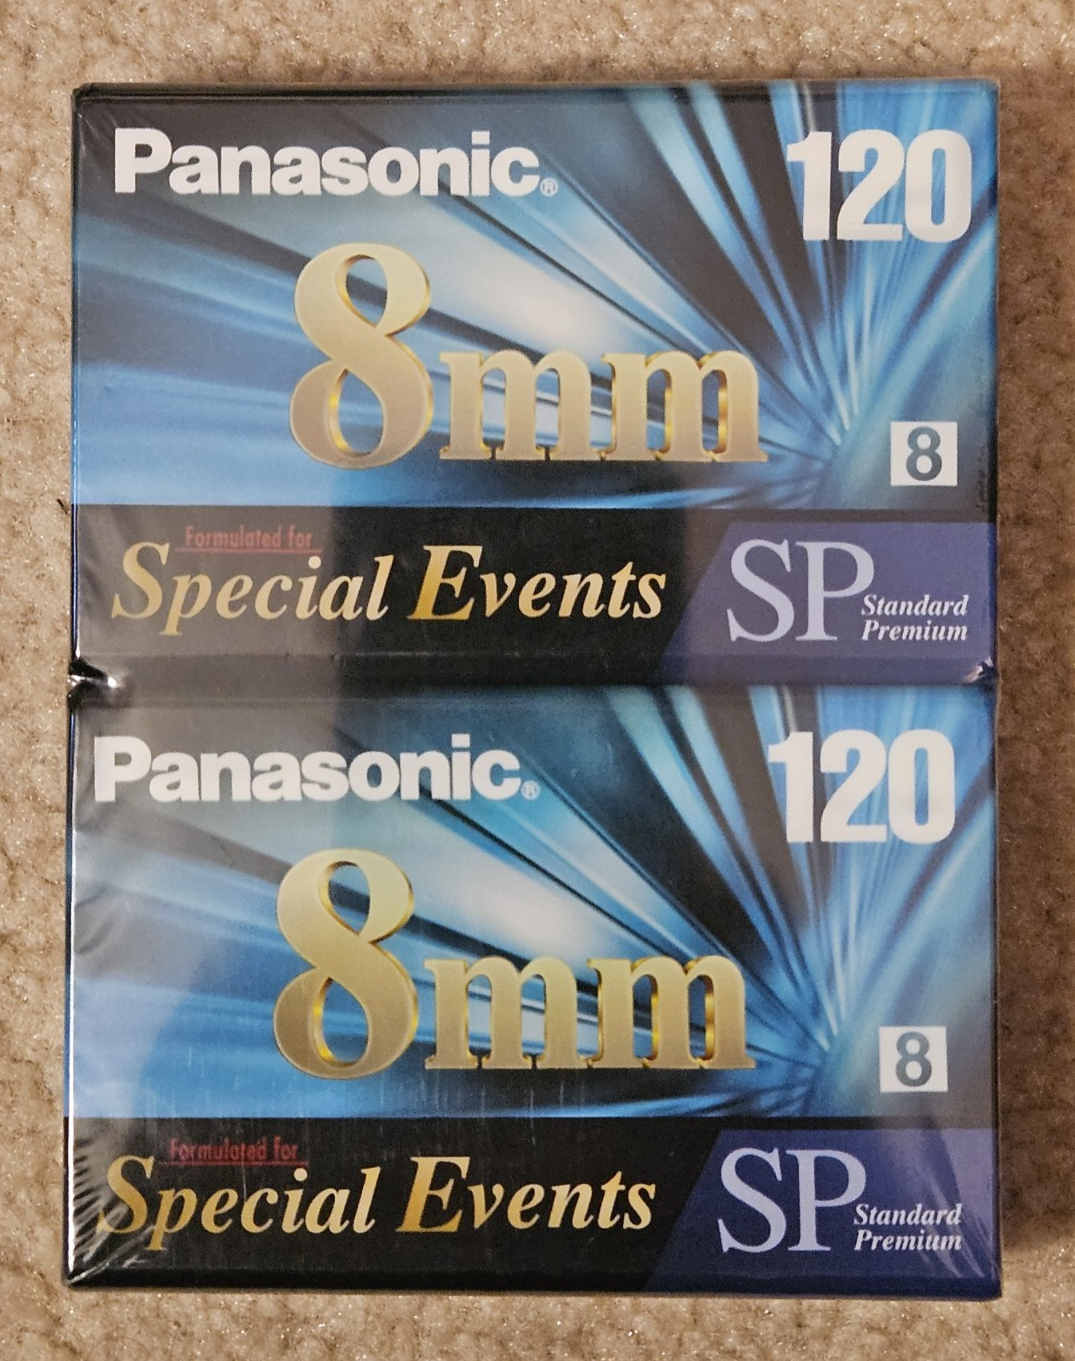 Panasonic® 120
8mm
8
Formulated for
Special Events
SP Standard
Premium
Panasonic® 120
8mm
8
Formulated for
Special Events
SP Standard
Premium